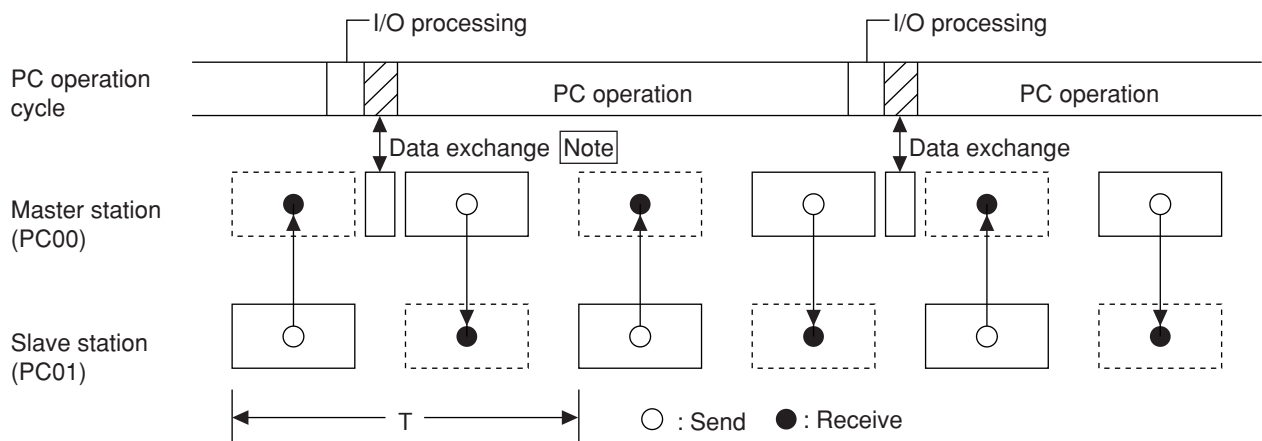 I/O processing
I/O processing
PC operation
cycle
PC operation
PC operation
Data exchange Note
Data exchange
Master station
(PC00)
Slave station
(PC01)
T
: Send
: Receive